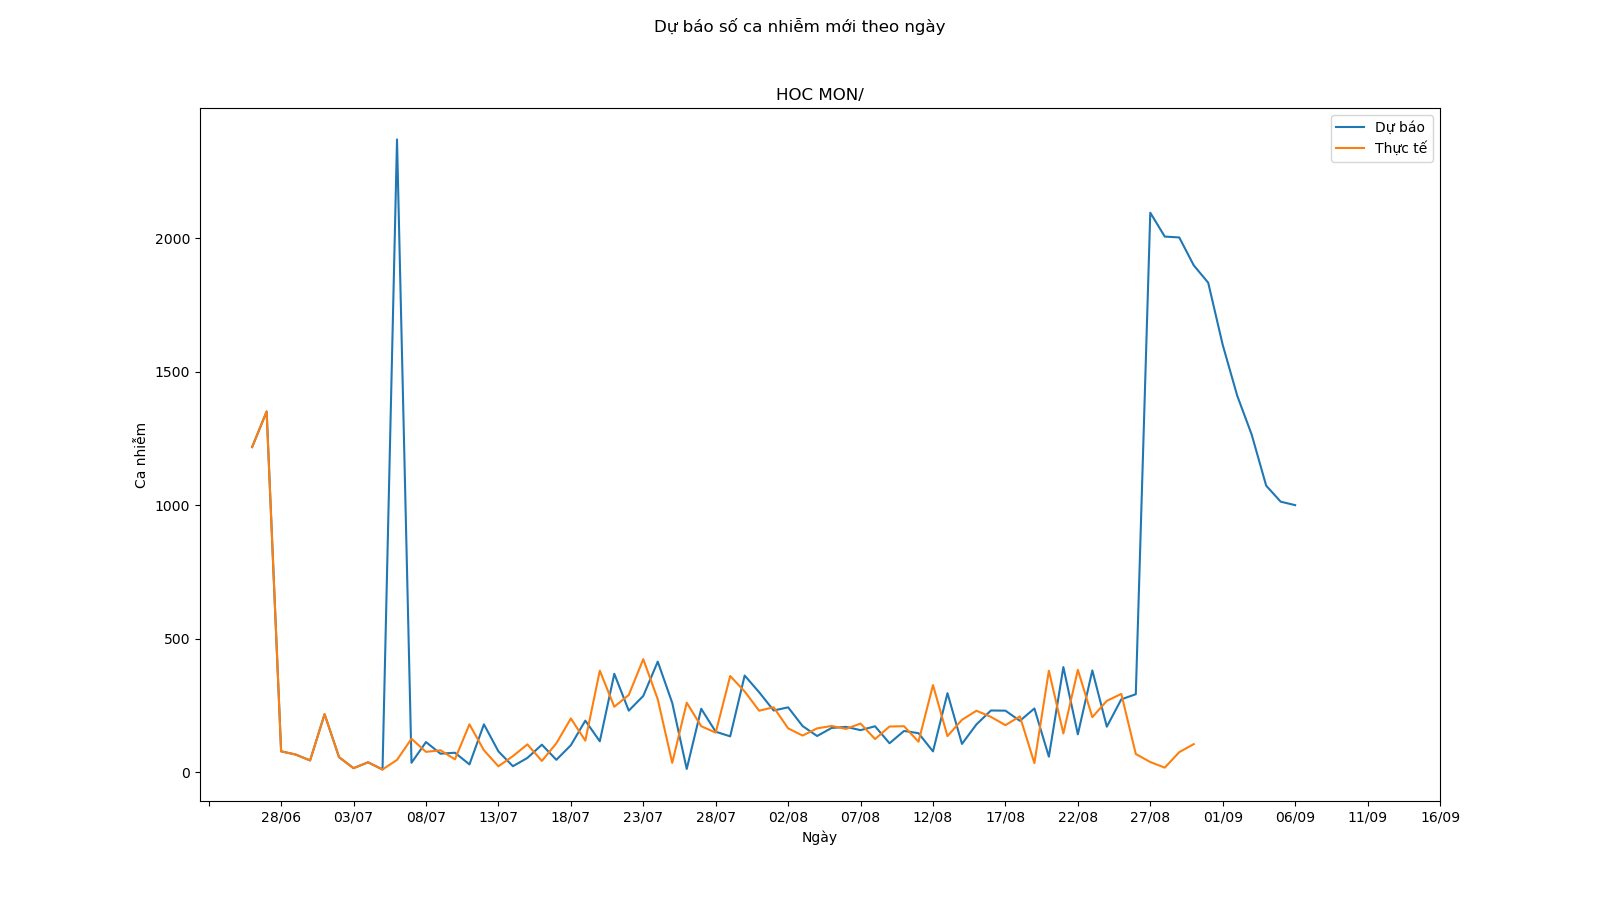 Dự báo số ca nhiễm mới theo ngày
HOC MON/
Dự báo
Thực tế
2000
1500
1000
500
0
Ca nhiễm
28/06 03/07 08/07 13/07 18/07 23/07 28/07 02/08 07/08 12/08 17/08 22/08 27/08 01/09 06/09 11/09 16/09
Ngày